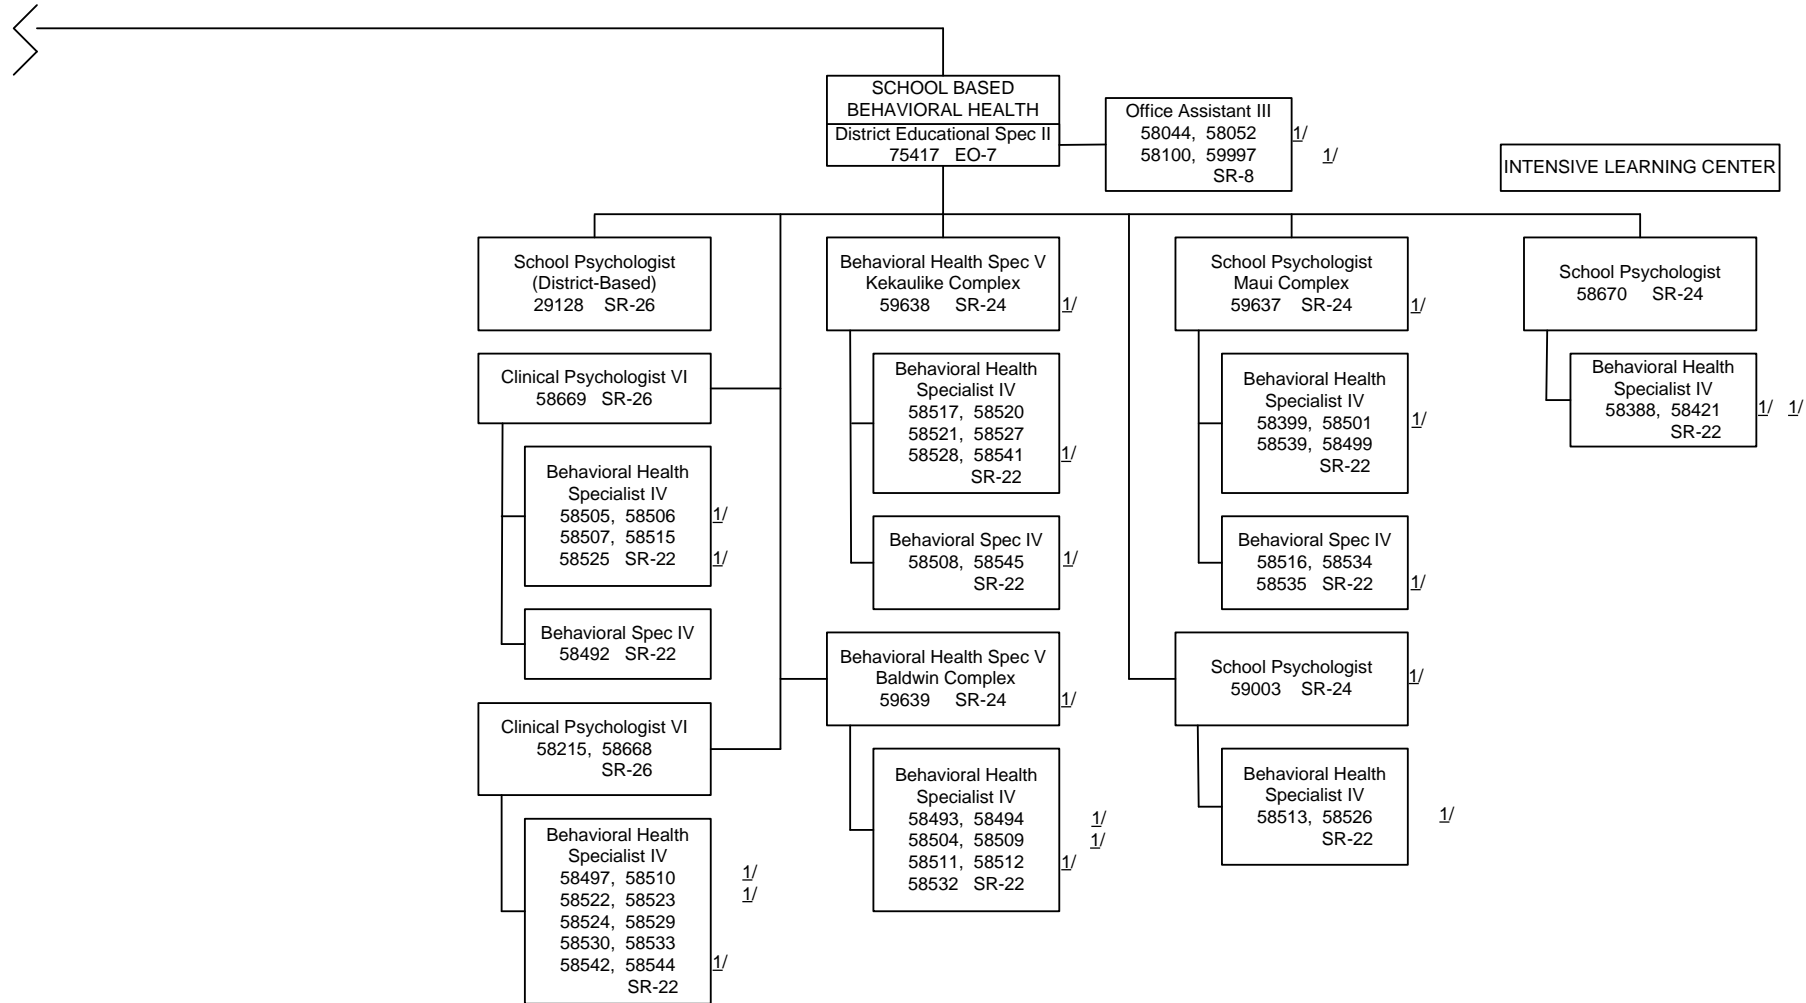 SCHOOL BASED
BEHAVIORAL HEALTH
District Educational Spec II
75417 EO-7
Office Assistant III
58044, 58052 1/
58100, 59997 1/
SR-8
INTENSIVE LEARNING CENTER
School Psychologist
(District-Based)
29128 SR-26
Clinical Psychologist VI
58669 SR-26
Behavioral Health
Specialist IV
58505, 58506 1/
58507, 58515
58525 SR-22 1/
Behavioral Spec IV
58492 SR-22
Clinical Psychologist VI
58215, 58668
SR-26
Behavioral Health
Specialist IV
58497, 58510 1/
58522, 58523 1/
58524, 58529
58530, 58533
58542, 58544 1/
SR-22
Behavioral Health Spec V
Kekaulike Complex
59638 SR-24 1/
Behavioral Health
Specialist IV
58517, 58520
58521, 58527
58528, 58541 1/
SR-22
Behavioral Spec IV
58508, 58545 1/
SR-22
Behavioral Health Spec V
Baldwin Complex
59639 SR-24 1/
Behavioral Health
Specialist IV
58493, 58494 1/
58504, 58509 1/
58511, 58512 1/
58532 SR-22
School Psychologist
Maui Complex
59637 SR-24 1/
Behavioral Health
Specialist IV
58399, 58501 1/
58539, 58499
SR-22
Behavioral Spec IV
58516, 58534
58535 SR-22 1/
School Psychologist
59003 SR-24 1/
Behavioral Health
Specialist IV
58513, 58526 1/
SR-22
School Psychologist
58670 SR-24
Behavioral Health
Specialist IV
58388, 58421 1/ 1/
SR-22